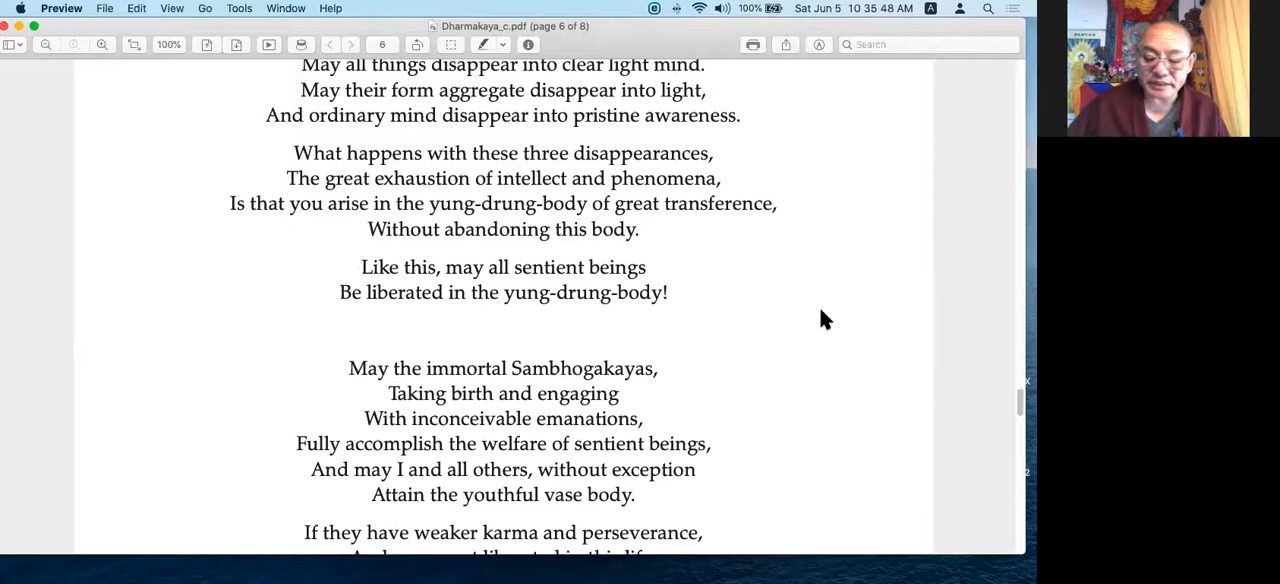 Preview File Edit View Go Tools Window Help 100% Sat Jun 5 10 35 48 AM A
Dharmakaya_c.pdf (page 6 of 8)
100% 6 Search
May all things disappear into clear light mind.
May their form aggregate disappear into light,
And ordinary mind disappear into pristine awareness.
What happens with these three disappearances,
The great exhaustion of intellect and phenomena,
Is that you arise in the yung-drung-body of great transference,
Without abandoning this body.
Like this, may all sentient beings
Be liberated in the yung-drung-body!
May the immortal Sambhogakayas,
Taking birth and engaging
With inconceivable emanations,
Fully accomplish the welfare of sentient beings,
And may I and all others, without exception
Attain the youthful vase body.
If they have weaker karma and perseverance,